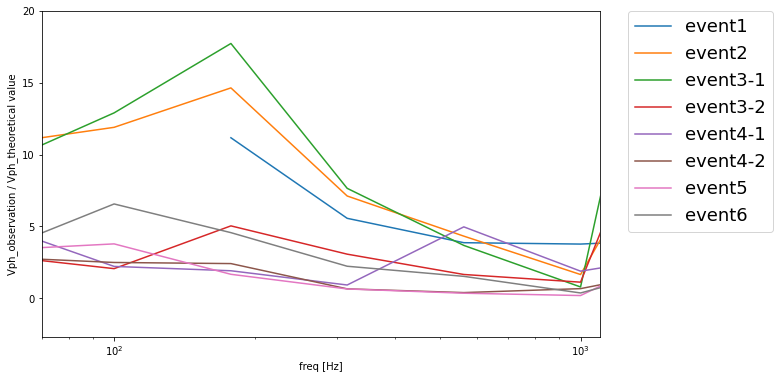 20
15
10
5
0
Vph_observation / Vph_theoretical value
10²
10³
freq [Hz]
event1
event2
event3-1
event3-2
event4-1
event4-2
event5
event6